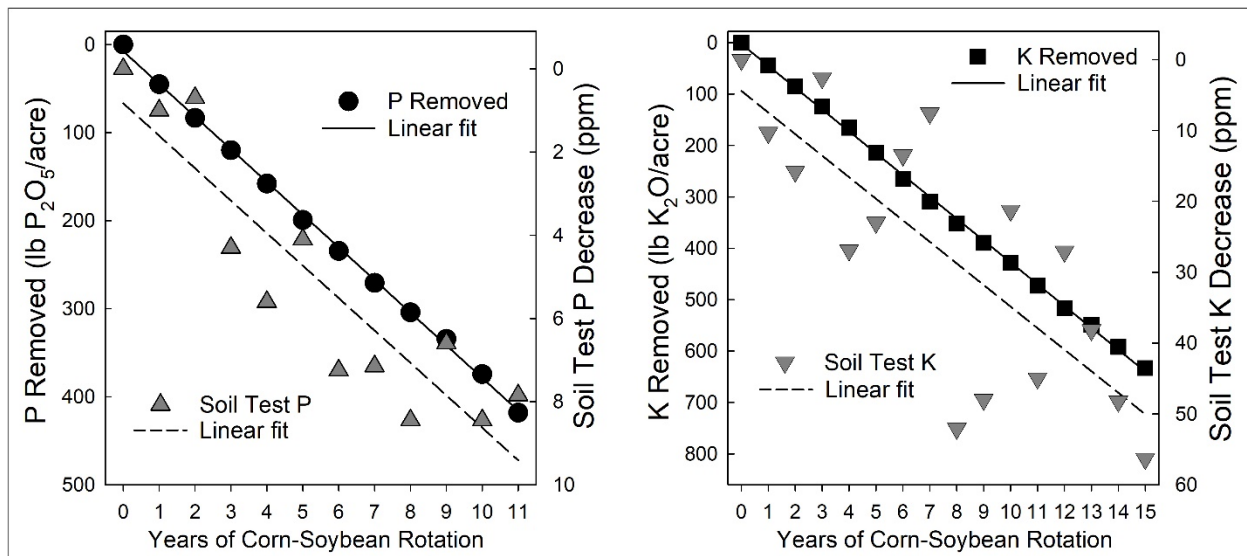 P Removed (lb P₂O₅/acre)
0
100
200
300
400
500
P Removed
Linear fit
Soil Test P
Linear fit
0
2
4
6
8
10
Soil Test P Decrease (ppm)
0 1 2 3 4 5 6 7 8 9 10 11
Years of Corn-Soybean Rotation
K Removed (lb K₂O/acre)
0
100
200
300
400
500
600
700
800
K Removed
Linear fit
Soil Test K
Linear fit
0
10
20
30
40
50
60
Soil Test K Decrease (ppm)
0 1 2 3 4 5 6 7 8 9 10 11 12 13 14 15
Years of Corn-Soybean Rotation